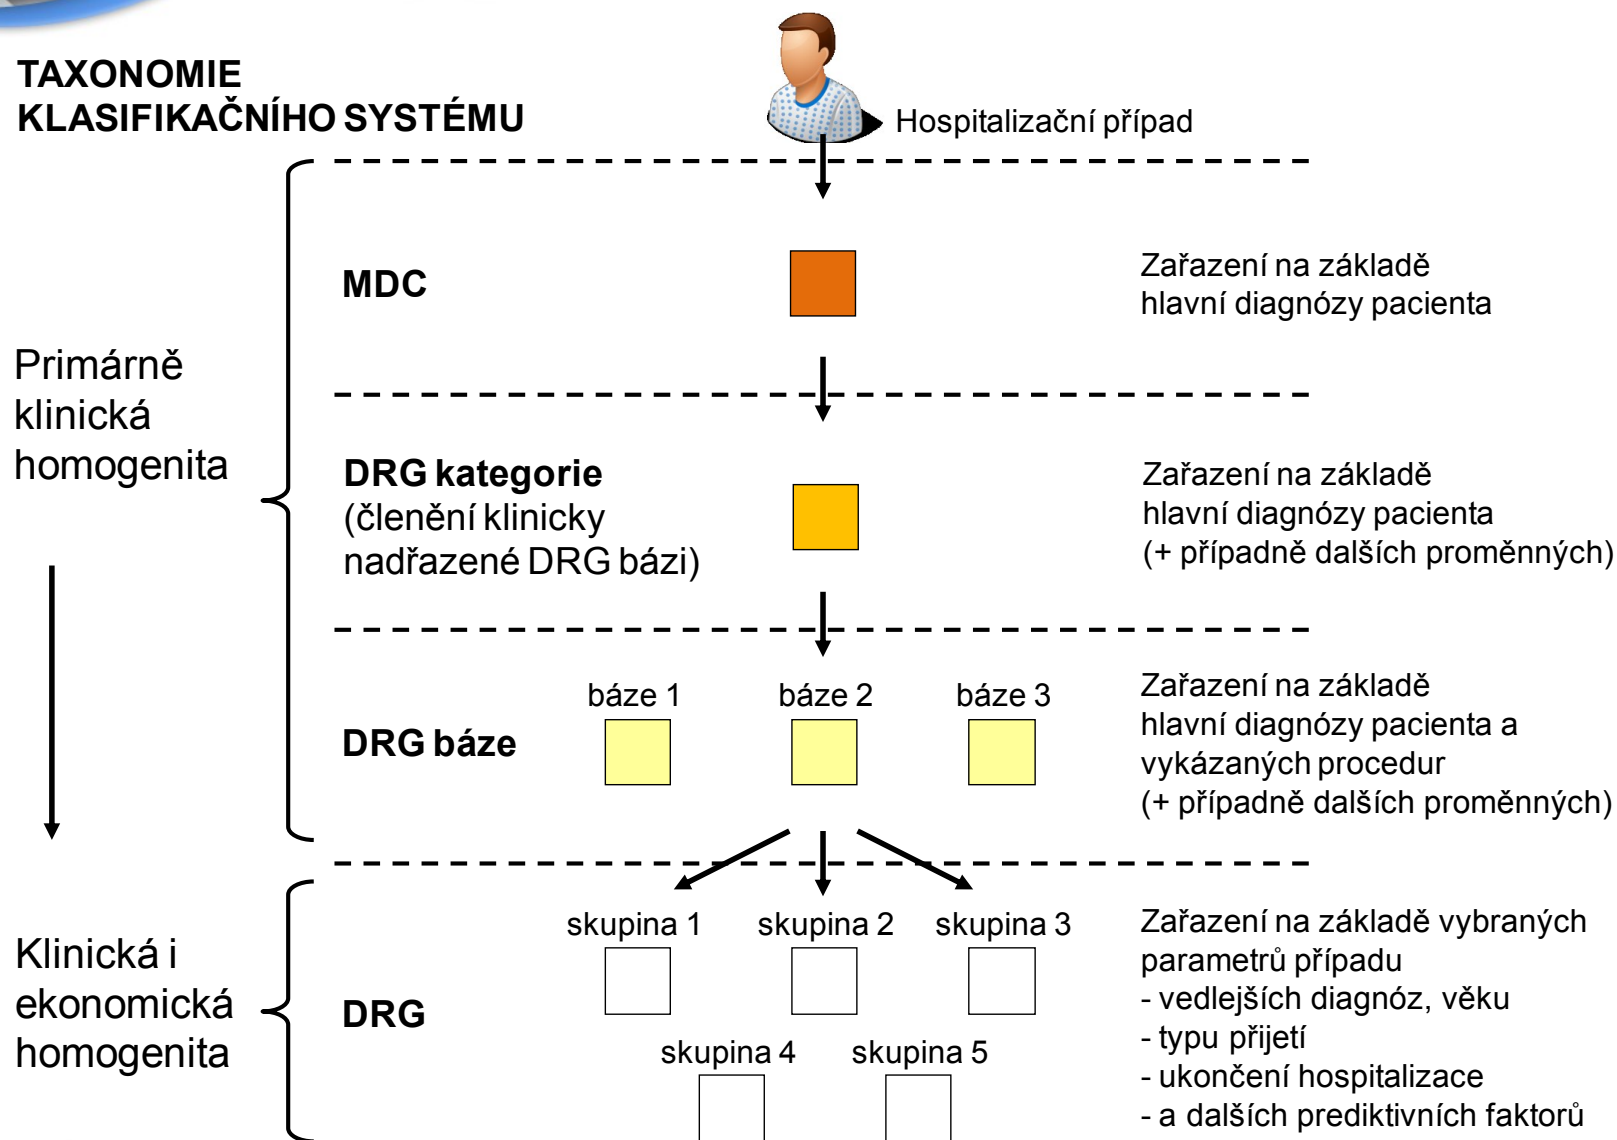 TAXONOMIE
KLASIFIKAČNÍHO SYSTÉMU
Hospitalizační případ
Primárně
klinická
homogenita
MDC
Zařazení na základě
hlavní diagnózy pacienta
DRG kategorie
(členění klinicky
nadřazené DRG bázi)
Zařazení na základě
hlavní diagnózy pacienta
(+ případně dalších proměnných)
DRG báze
báze 1
báze 2
báze 3
Zařazení na základě
hlavní diagnózy pacienta a
vykázaných procedur
(+ případně dalších proměnných)
Klinická i
ekonomická
homogenita
DRG
skupina 1
skupina 2
skupina 3
skupina 4
skupina 5
Zařazení na základě vybraných
parametrů případu
- vedlejších diagnóz, věku
- typu přijetí
- ukončení hospitalizace
- a dalších prediktivních faktorů